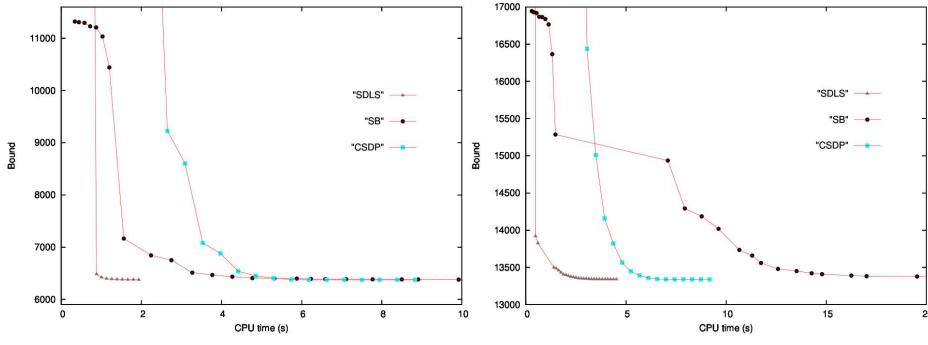 11000
10000
9000
8000
7000
6000
Bound
"SDLS"
"SB"
"CSDP"
0
2
4
6
8
10
CPU time (s)
17000
16500
16000
15500
15000
14500
14000
13500
13000
Bound
"SDLS"
"SB"
"CSDP"
0
5
10
15
2
CPU time (s)